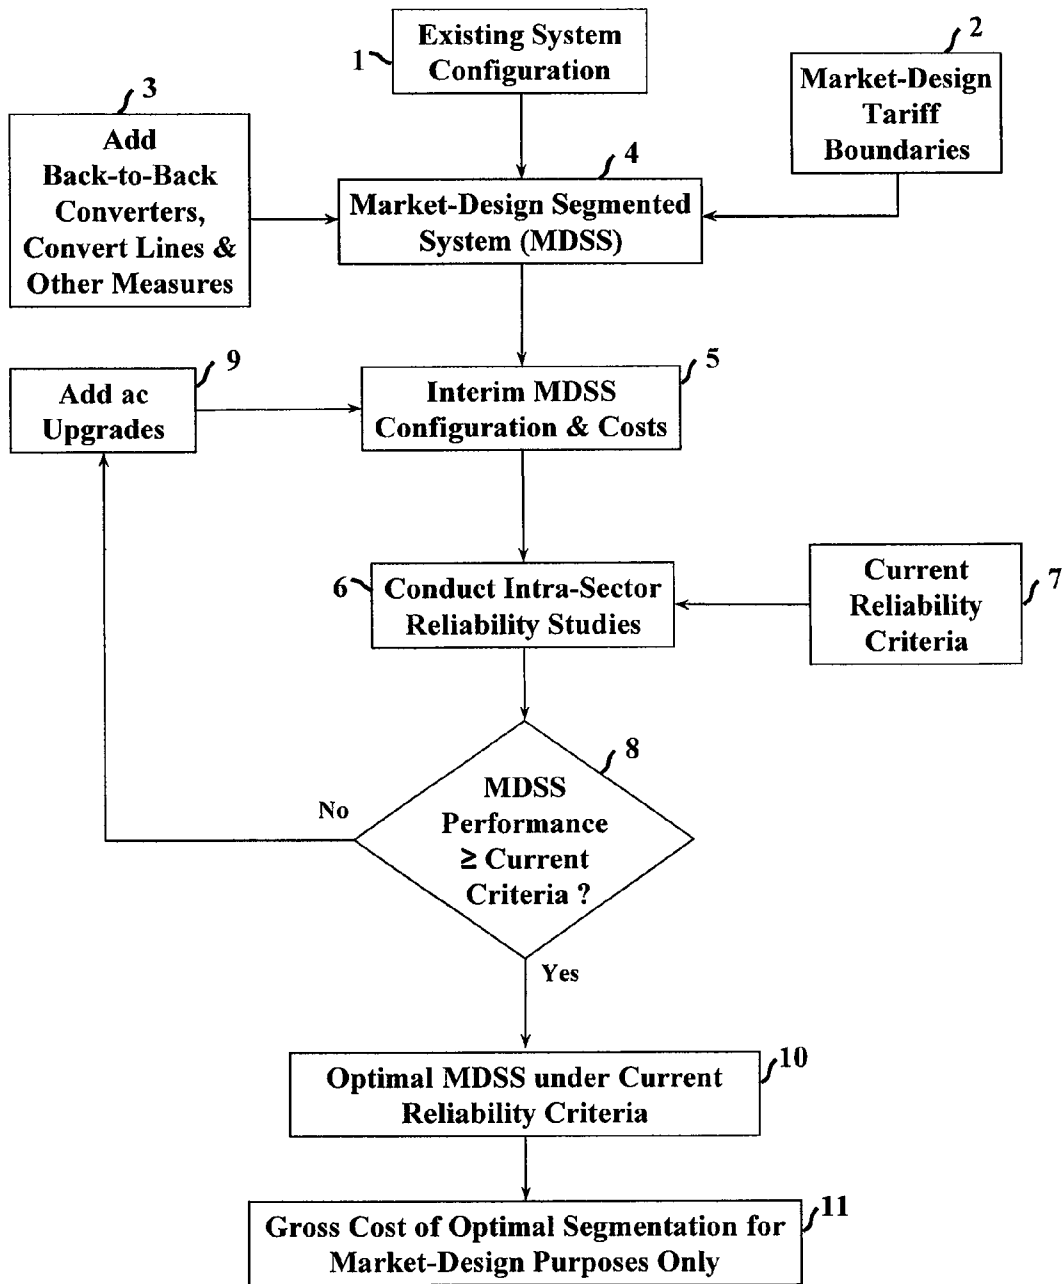 Existing System
Configuration
1
2
Market-Design
Tariff
Boundaries
3
Add
Back-to-Back
Converters,
Convert Lines &
Other Measures
4
Market-Design Segmented
System (MDSS)
9
Add ac
Upgrades
5
Interim MDSS
Configuration & Costs
6
Conduct Intra-Sector
Reliability Studies
7
Current
Reliability
Criteria
8
MDSS
Performance
≥ Current
Criteria ?
No
Yes
10
Optimal MDSS under Current
Reliability Criteria
11
Gross Cost of Optimal Segmentation for
Market-Design Purposes Only